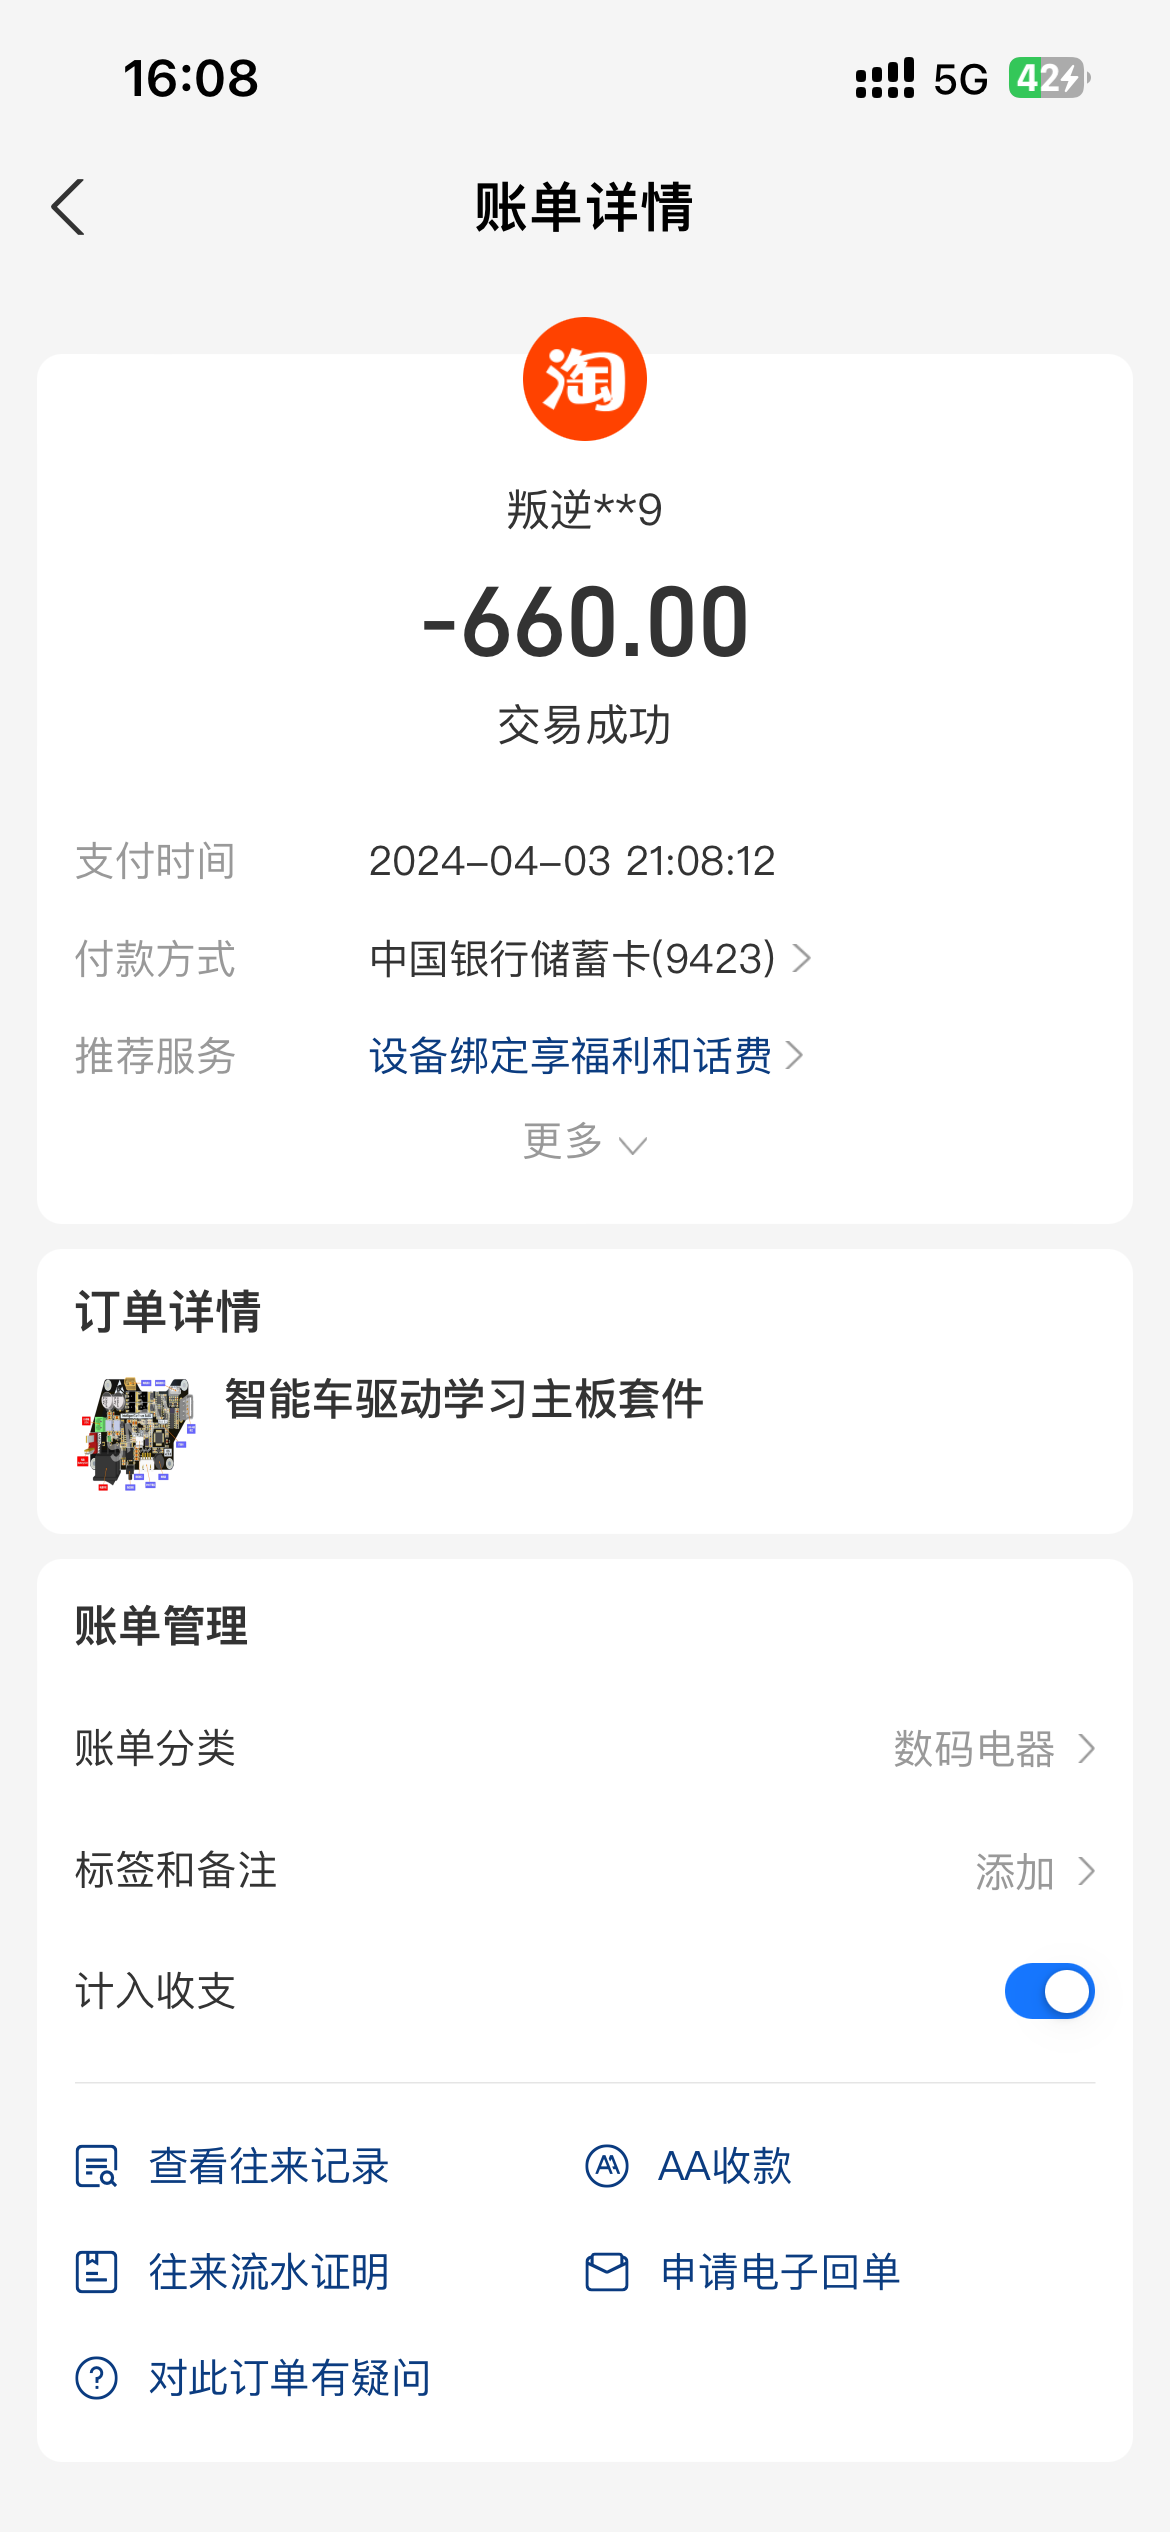 16:08
5G
42
账单详情
淘
叛逆**9
-660.00
交易成功
支付时间 2024-04-03 21:08:12
付款方式 中国银行储蓄卡(9423)
推荐服务 设备绑定享福利和话费
更多
订单详情
智能车驱动学习主板套件
账单管理
账单分类 数码电器
标签和备注 添加
计入收支
查看往来记录 AA收款
往来流水证明 申请电子回单
对此订单有疑问